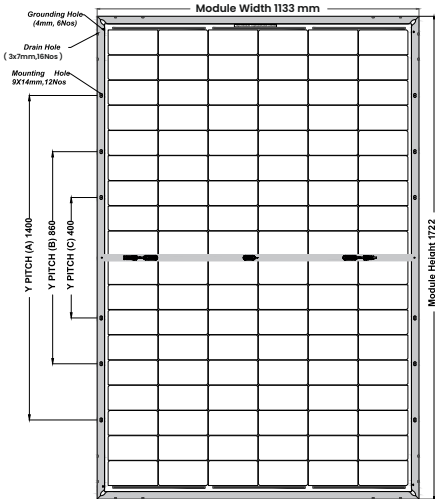 Module Width 1133 mm
Grounding Hole
(4mm, 6Nos)
Drain Hole
( 3x7mm,16Nos )
Mounting Hole
9X14mm,12Nos
Y PITCH (A) 1400
Y PITCH (B) 860
Y PITCH (C) 400
Module Height 1722